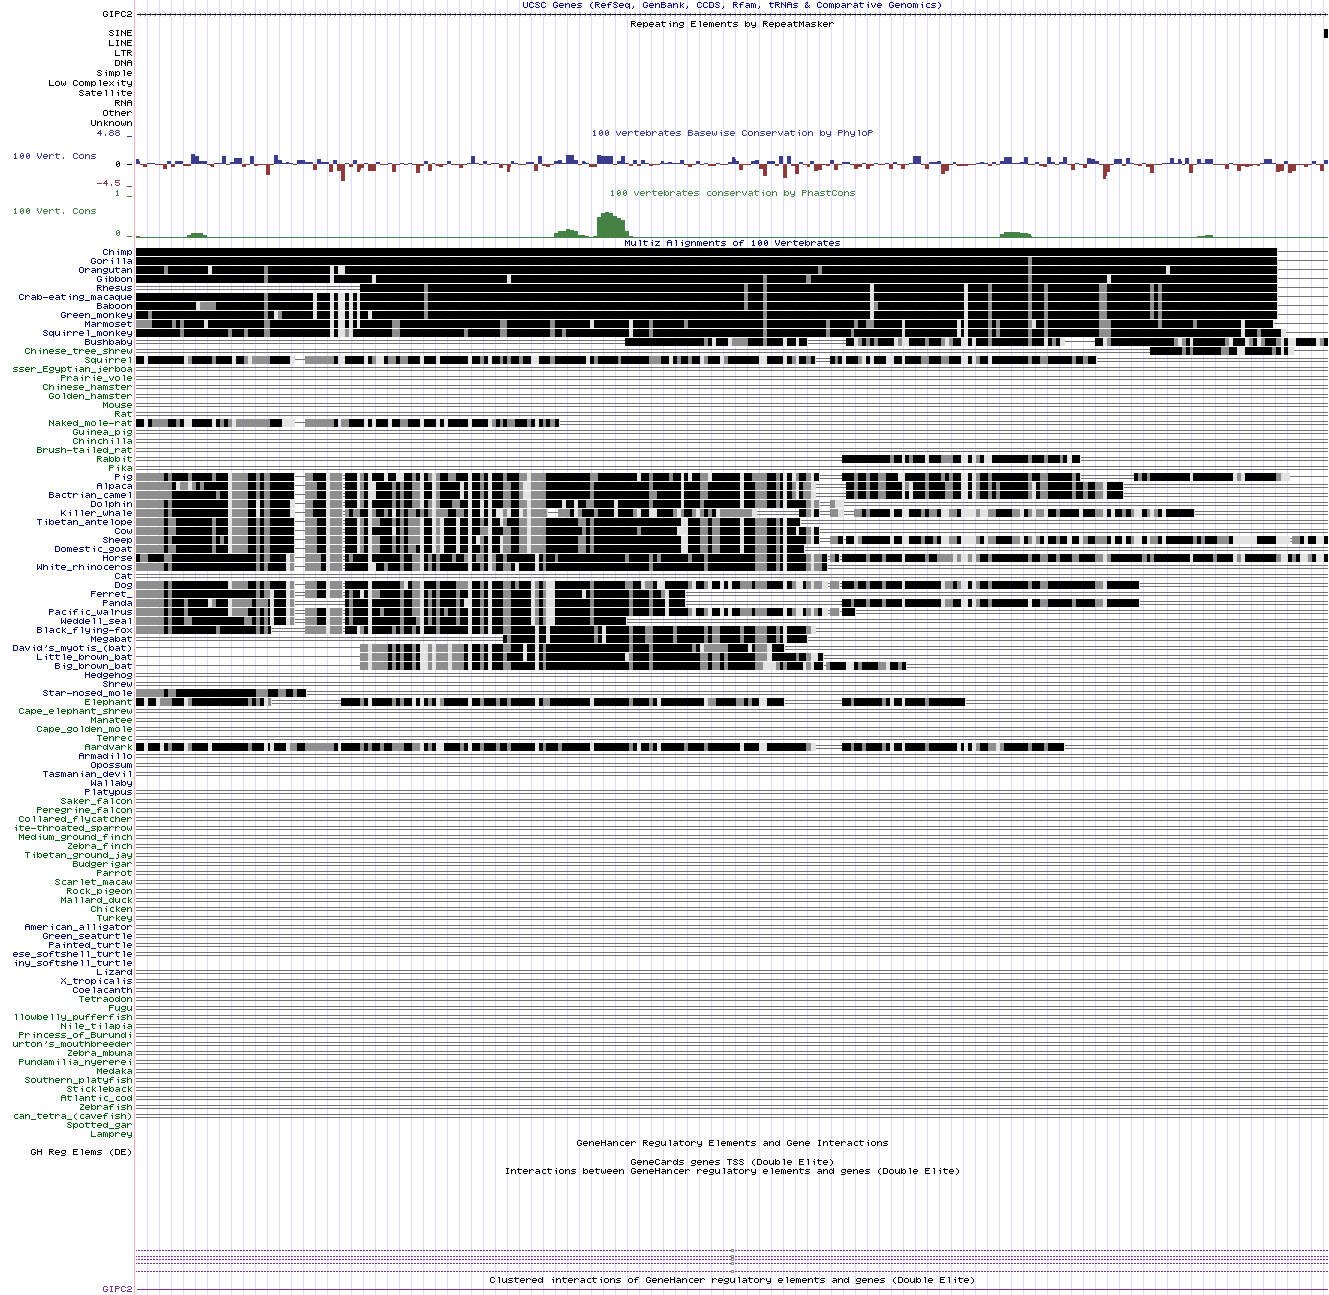 UCSC Genes (RefSeq, GenBank, CCDS, Rfam, tRNAs & Comparative Genomics)
GIPC2
Repeating Elements by RepeatMasker
SINE
LINE
LTR
DNA
Simple
Low Complexity
Satellite
RNA
Other
Unknown
4.88 _
100 vertebrates Basewise Conservation by PhyloP
100 Vert. Cons
0 -
-4.5 _
1 _
100 vertebrates conservation by PhastCons
100 Vert. Cons
0 _
Multiz Alignments of 100 Vertebrates
Chimp
Gorilla
Orangutan
Gibbon
Rhesus
Crab-eating_macaque
Baboon
Green_monkey
Marmoset
Squirrel_monkey
Bushbaby
Chinese_tree_shrew
Squirrel
sser_Egyptian_jerboa
Prairie_vole
Chinese_hamster
Golden_hamster
Mouse
Rat
Naked_mole-rat
Guinea_pig
Chinchilla
Brush-tailed_rat
Rabbit
Pika
Pig
Alpaca
Bactrian_camel
Dolphin
Killer_whale
Tibetan_antelope
Cow
Sheep
Domestic_goat
Horse
White_rhinoceros
Cat
Dog
Ferret_
Panda
Pacific_walrus
Weddell_seal
Black_flying-fox
Megabat
David's_myotis_(bat)
Little_brown_bat
Big_brown_bat
Hedgehog
Shrew
Star-nosed_mole
Elephant
Cape_elephant_shrew
Manatee
Cape_golden_mole
Tenrec
Aardvark
Armadillo
Opossum
Tasmanian_devil
Wallaby
Platypus
Saker_falcon
Peregrine_falcon
Collared_flycatcher
ite-throated_sparrow
Medium_ground_finch
Zebra_finch
Tibetan_ground_jay
Budgerigar
Parrot
Scarlet_macaw
Rock_pigeon
Mallard_duck
Chicken
Turkey
American_alligator
Green_seaturtle
Painted_turtle
ese_softshell_turtle
iny_softshell_turtle
Lizard
X_tropicalis
Coelacanth
Tetraodon
Fugu
llowbelly_pufferfish
Nile_tilapia
Princess_of_Burundi
urton's_mouthbreeder
Zebra_mbuna
Pundamilia_nyererei
Medaka
Southern_platyfish
Stickleback
Atlantic_cod
Zebrafish
can_tetra_(cavefish)
Spotted_gar
Lamprey
GeneHancer Regulatory Elements and Gene Interactions
GH Reg Elems (DE)
GeneCards genes TSS (Double Elite)
Interactions between GeneHancer regulatory elements and genes (Double Elite)
Clustered interactions of GeneHancer regulatory elements and genes (Double Elite)
GIPC2